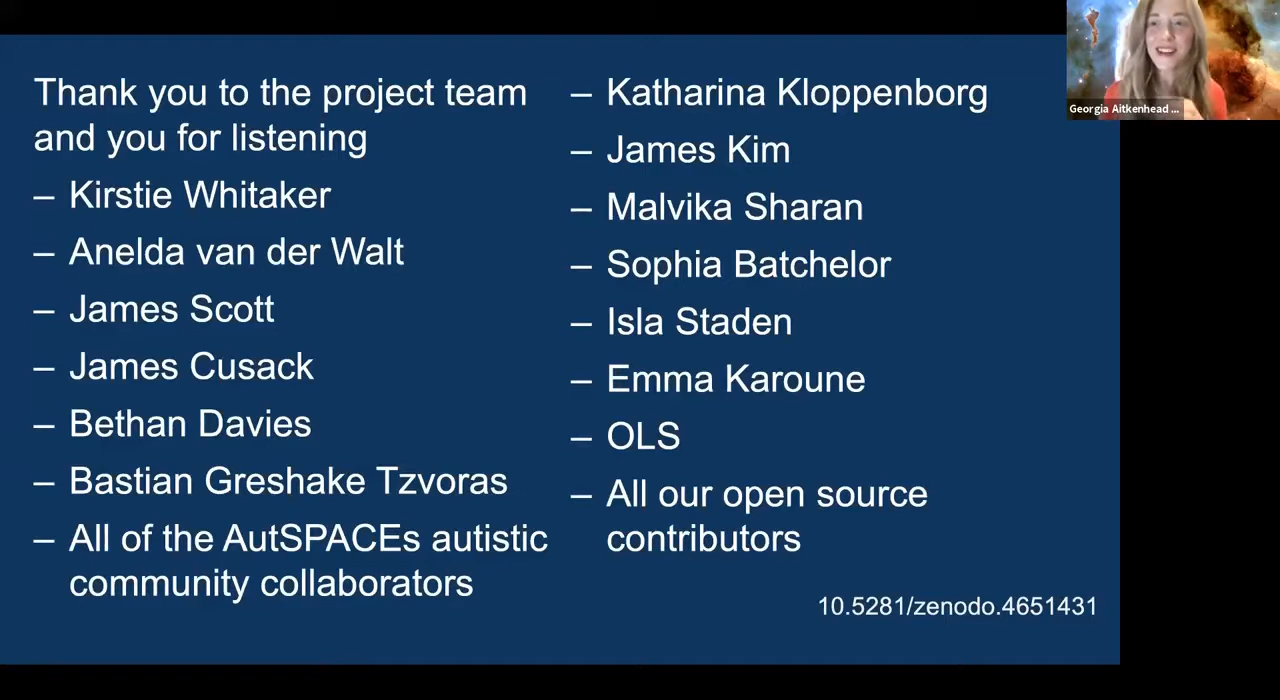 Thank you to the project team
and you for listening
– Kirstie Whitaker
– Anelda van der Walt
– James Scott
– James Cusack
– Bethan Davies
– Bastian Greshake Tzvoras
– All of the AutSPACEs autistic
community collaborators
– Katharina Kloppenborg
– James Kim
– Malvika Sharan
– Sophia Batchelor
– Isla Staden
– Emma Karoune
– OLS
– All our open source
contributors
10.5281/zenodo.4651431
Georgia Aitkenhead ...